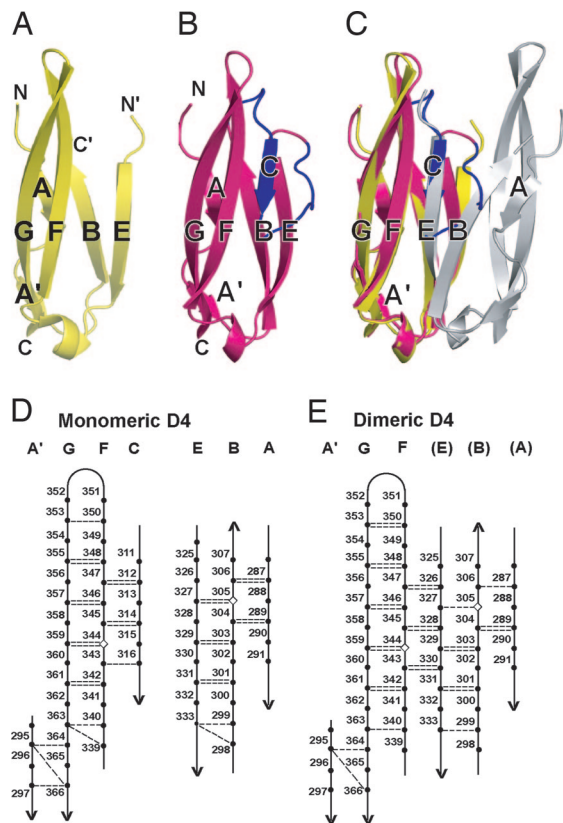 A
B
C
N
N'
C'
A
G F B E
A'
C
N
C
A
G F B E
A'
C
C
A
G F E B
A'
D
Monomeric D4
A' G F C E B A
352 351
353 350
354 349
355 348 311 325 307
356 347 312 326 306 287
357 346 313 327 305 288
358 345 314 328 304 289
359 344 315 329 303 290
360 343 316 330 302 291
361 342 331 301
362 341 332 300
363 340 333 299
295 364 339 298
296 365
297 366
E
Dimeric D4
A' G F (E) (B) (A)
352 351
353 350
354 349
355 348 325 307
356 347 326 306 287
357 346 327 305 288
358 345 328 304 289
359 344 329 303 290
360 343 330 302 291
361 342 331 301
362 341 332 300
363 340 333 299
295 364 339 298
296 365
297 366